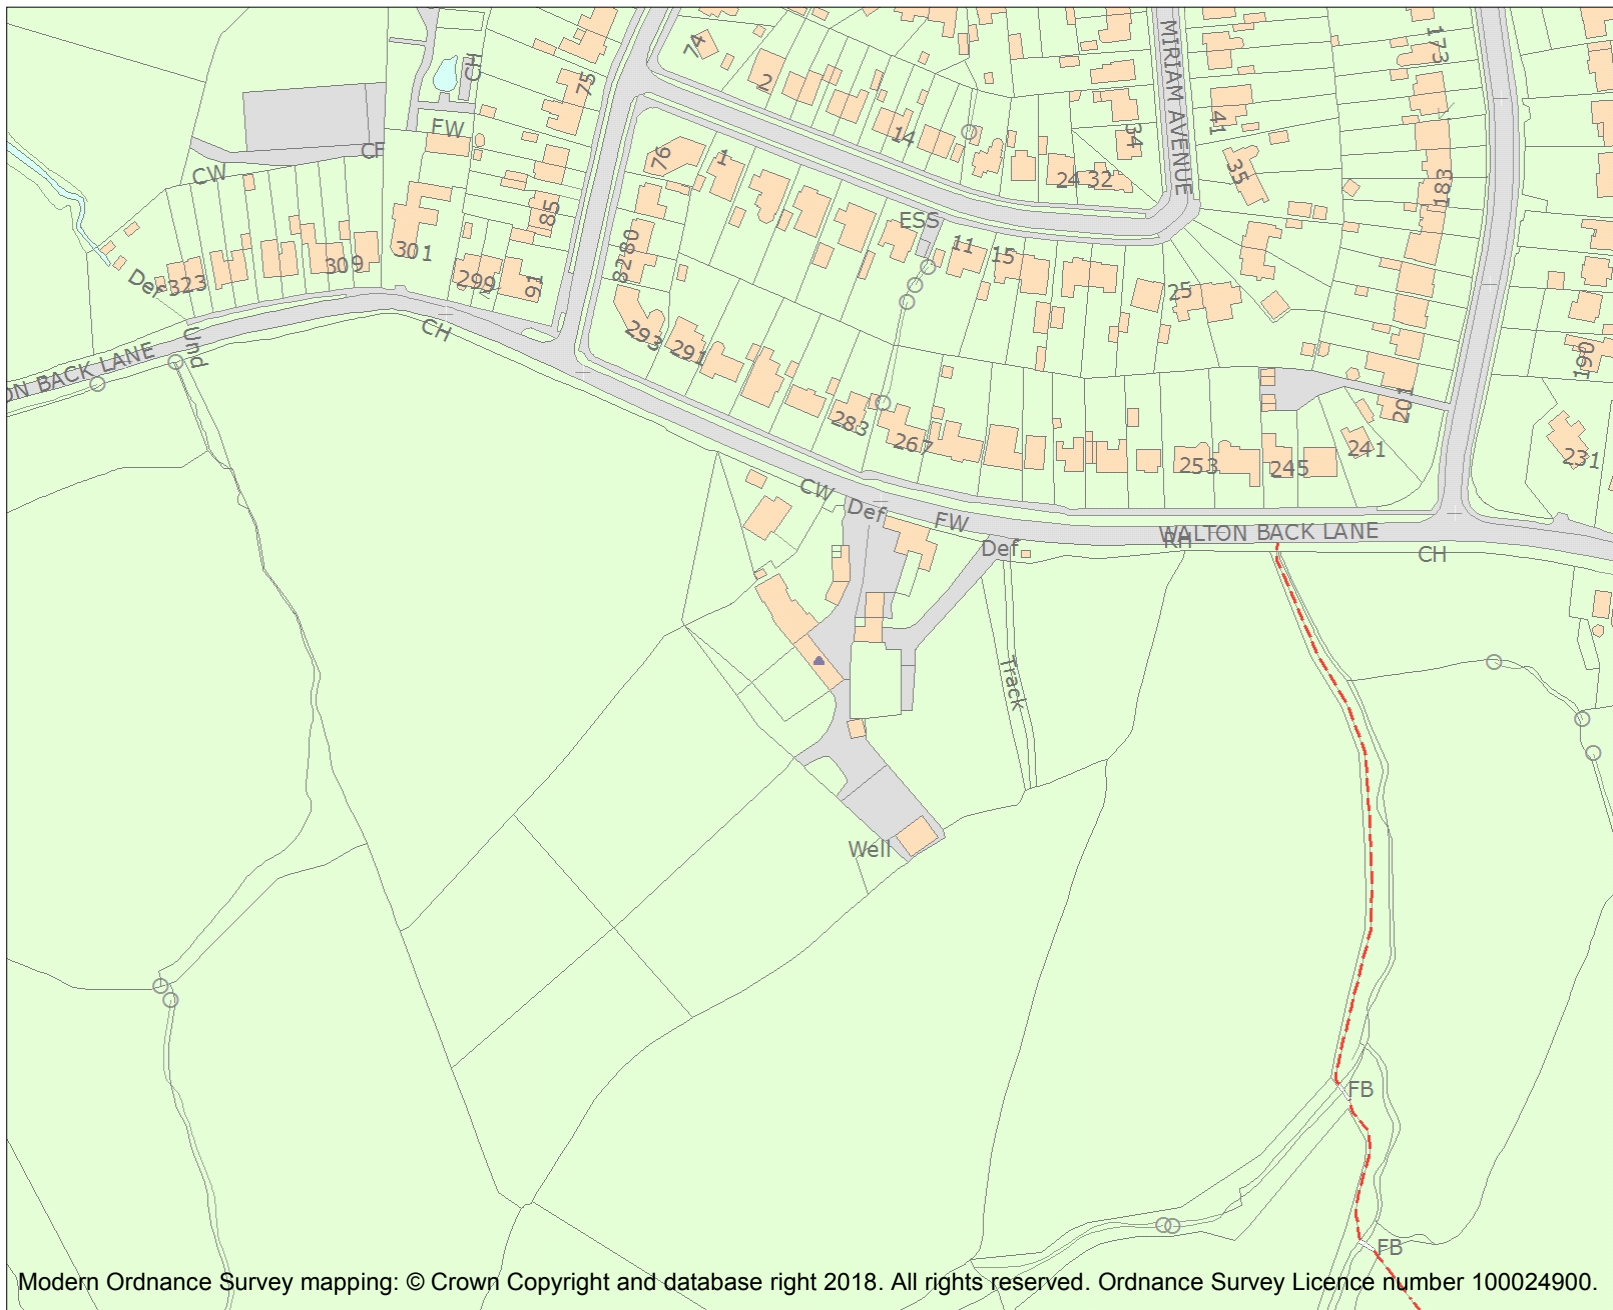 74
2
14
34
MIRIAM AVENUE
41
35
173
183
CH
75
FW
CF
CW
76
1
24 32
85
ESS
11
15
309
301
299
91
82
80
Der
323
25
293
291
190
Und
CH
ON BACK LANE
283
267
201
253
245
241
231
CW
Def
FW
Def
WALTON BACK LANE
RH
CH
Track
Well
FB
FB
Modern Ordnance Survey mapping: © Crown Copyright and database right 2018. All rights reserved. Ordnance Survey Licence number 100024900.